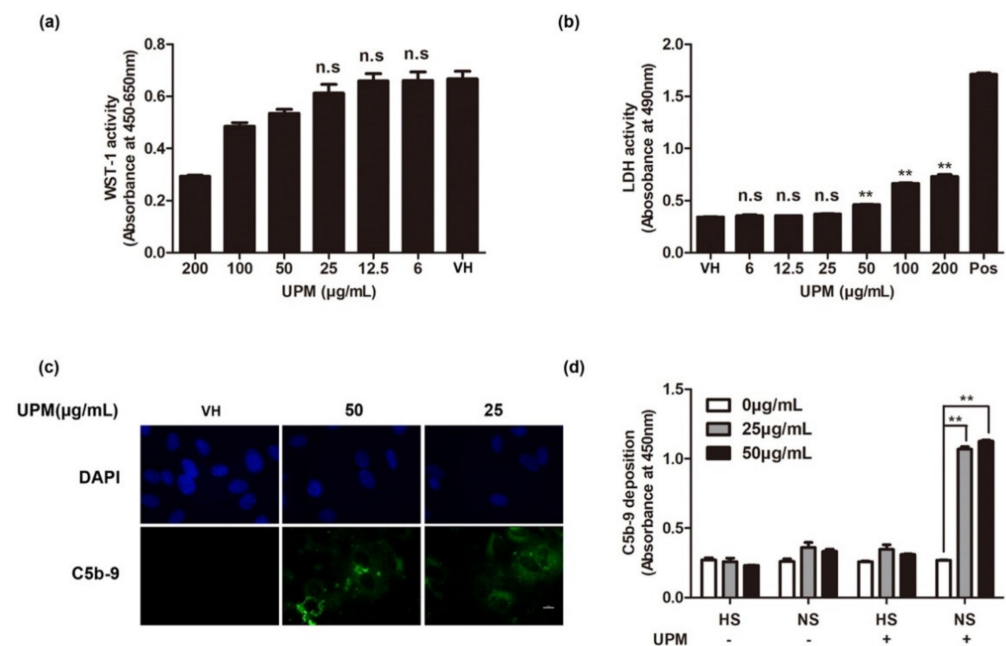 (a)
WST-1 activity
(Absorbance at 450-650nm)
0.8
0.6
0.4
0.2
0.0
n.s n.s n.s
200 100 50 25 12.5 6 VH
UPM (µg/mL)
(b)
LDH activity
(Abosorbance at 490nm)
2.0
1.5
1.0
0.5
0.0
n.s n.s n.s ** ** **
VH 6 12.5 25 50 100 200 Pos
UPM (µg/mL)
(c)
UPM(µg/mL) VH 50 25
DAPI
C5b-9
(d)
C5b-9 deposition
(Absorbance at 450nm)
1.5
1.0
0.5
0.0
0µg/mL
25µg/mL
50µg/mL
**
**
HS NS HS NS
UPM - - + +